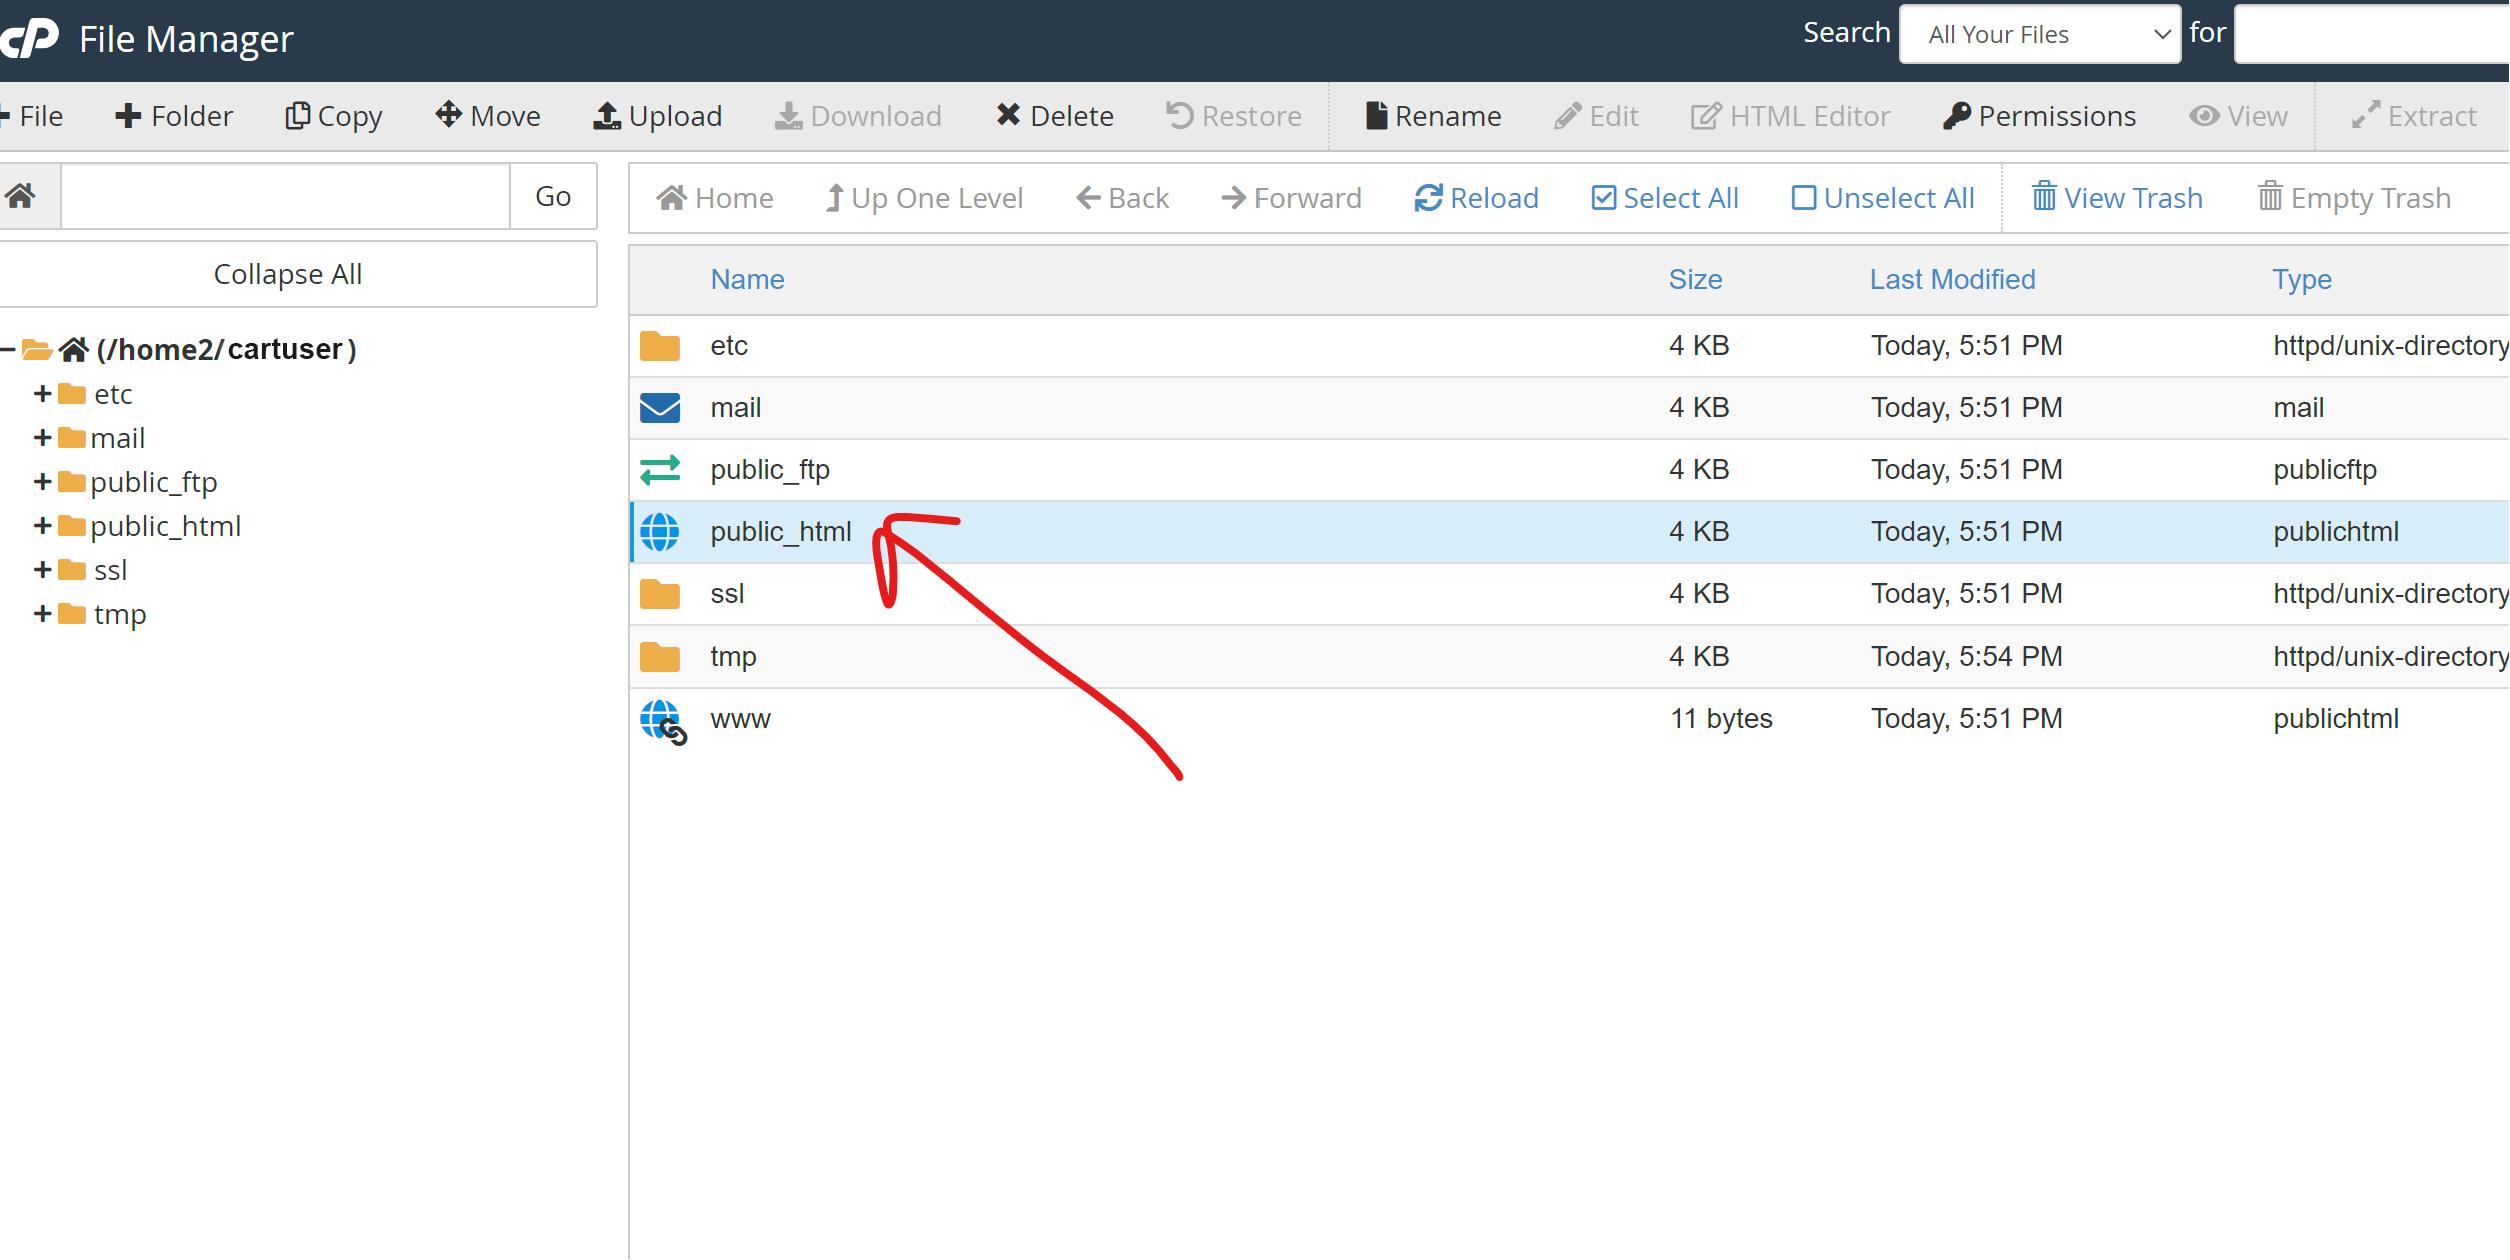 cP File Manager Search All Your Files for
File Folder Copy Move Upload Download Delete Restore Rename Edit HTML Editor Permissions View Extract
Go Home Up One Level Back Forward Reload Select All Unselect All View Trash Empty Trash
Collapse All
(/home2/cartuser)
etc
mail
public_ftp
public_html
ssl
tmp
Name Size Last Modified Type
etc 4 KB Today, 5:51 PM httpd/unix-directory
mail 4 KB Today, 5:51 PM mail
public_ftp 4 KB Today, 5:51 PM publicftp
public_html 4 KB Today, 5:51 PM publichtml
ssl 4 KB Today, 5:51 PM httpd/unix-directory
tmp 4 KB Today, 5:54 PM httpd/unix-directory
www 11 bytes Today, 5:51 PM publichtml